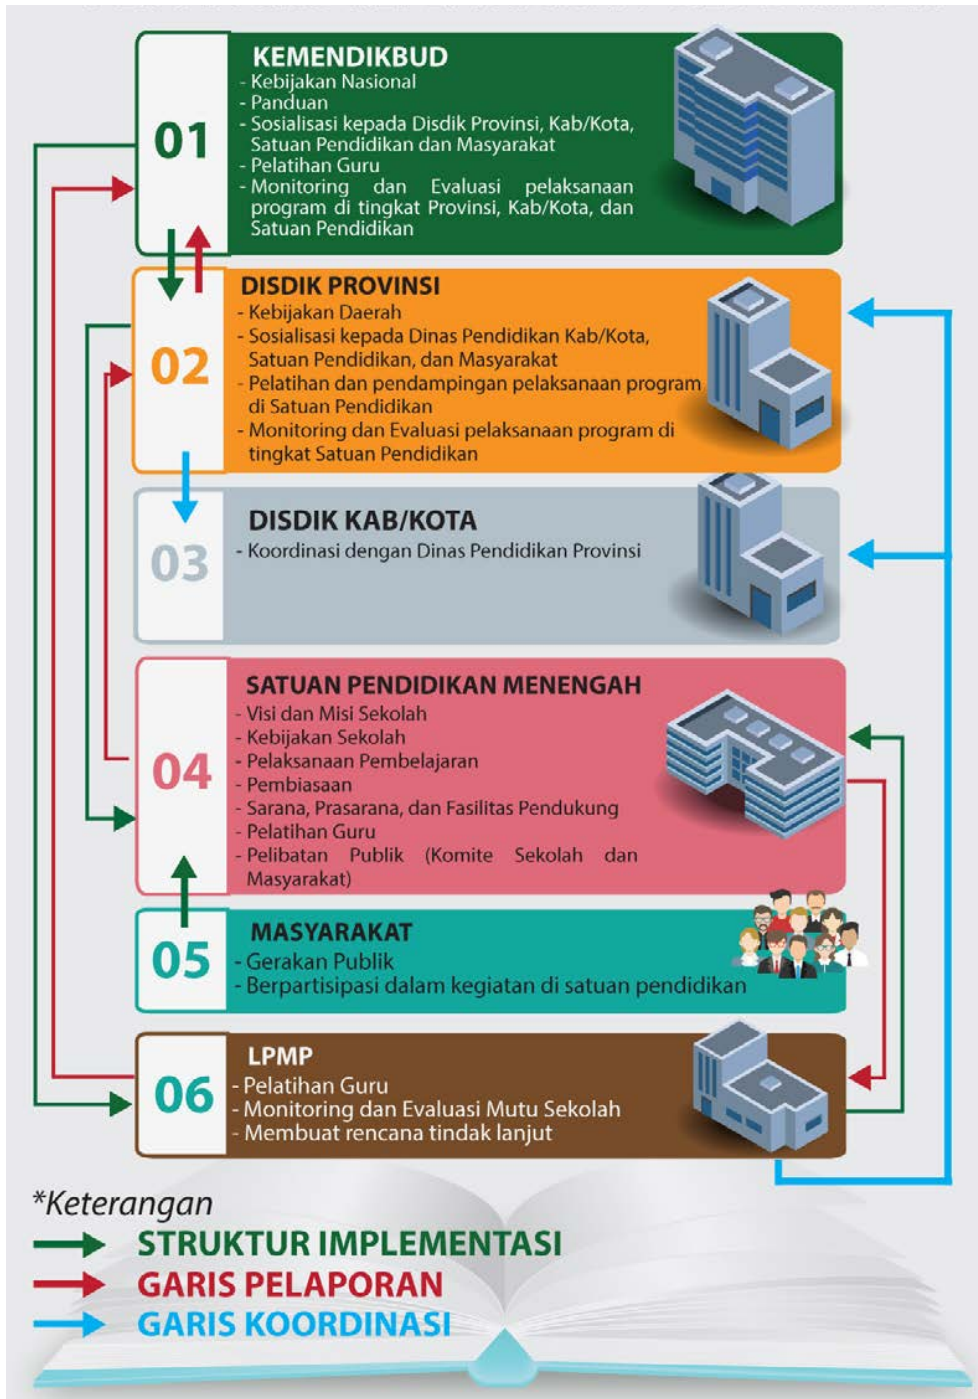 01
KEMENDIKBUD
- Kebijakan Nasional
- Panduan
- Sosialisasi kepada Disdik Provinsi, Kab/Kota,
Satuan Pendidikan dan Masyarakat
- Pelatihan Guru
- Monitoring dan Evaluasi pelaksanaan
program di tingkat Provinsi, Kab/Kota, dan
Satuan Pendidikan
02
DISDIK PROVINSI
- Kebijakan Daerah
- Sosialisasi kepada Dinas Pendidikan Kab/Kota,
Satuan Pendidikan, dan Masyarakat
- Pelatihan dan pendampingan pelaksanaan program
di Satuan Pendidikan
- Monitoring dan Evaluasi pelaksanaan program di
tingkat Satuan Pendidikan
03
DISDIK KAB/KOTA
- Koordinasi dengan Dinas Pendidikan Provinsi
04
SATUAN PENDIDIKAN MENENGAH
- Visi dan Misi Sekolah
- Kebijakan Sekolah
- Pelaksanaan Pembelajaran
- Pembiasaan
- Sarana, Prasarana, dan Fasilitas Pendukung
- Pelatihan Guru
- Pelibatan Publik (Komite Sekolah dan
Masyarakat)
05
MASYARAKAT
- Gerakan Publik
- Berpartisipasi dalam kegiatan di satuan pendidikan
06
LPMP
- Pelatihan Guru
- Monitoring dan Evaluasi Mutu Sekolah
- Membuat rencana tindak lanjut
*Keterangan
STRUKTUR IMPLEMENTASI
GARIS PELAPORAN
GARIS KOORDINASI